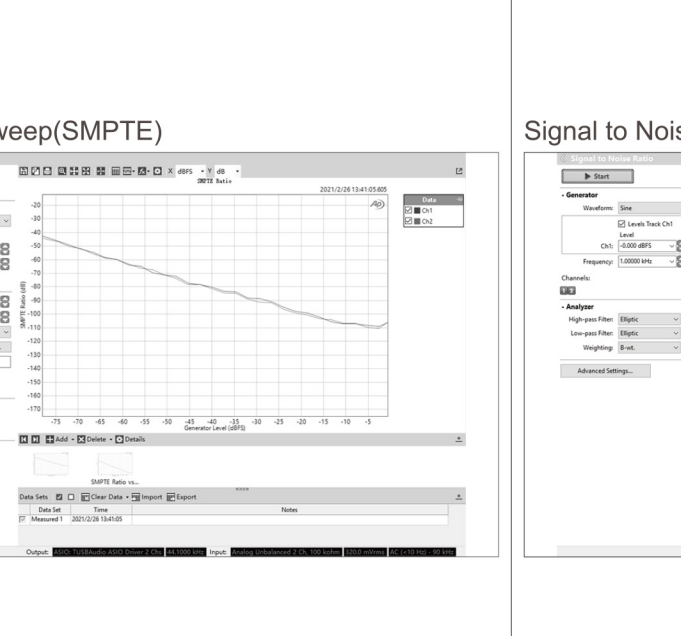 weep(SMPTE)
X dBFS Y dB
SMPTE Ratio
2021/2/26 13:41:05.605
AP
Data
Ch1
Ch2
SMPTE Ratio (dB)
-20
-30
-40
-50
-60
-70
-80
-90
-100
-110
-120
-130
-140
-150
-160
-170
-75 -70 -65 -60 -55 -50 -45 -40 -35 -30 -25 -20 -15 -10 -5
Generator Level (dBFS)
Add Delete Details
SMPTE Ratio vs...
Data Sets Clear Data Import Export
Data Set Time Notes
Measured 1 2021/2/26 13:41:05
Output: ASIO: TUSBAudio ASIO Driver 2 Chs 44.1000 kHz Input: Analog Unbalanced 2 Ch, 100 kohm 320.0 mVrms AC (<10 Hz) - 90 kHz
Signal to Nois
Signal to Noise Ratio
Start
- Generator
Waveform: Sine
Levels Track Ch1
Level
Ch1: -0.000 dBFS
Frequency: 1.00000 kHz
Channels:
1 2
- Analyzer
High-pass Filter: Elliptic
Low-pass Filter: Elliptic
Weighting: B-wt.
Advanced Settings...